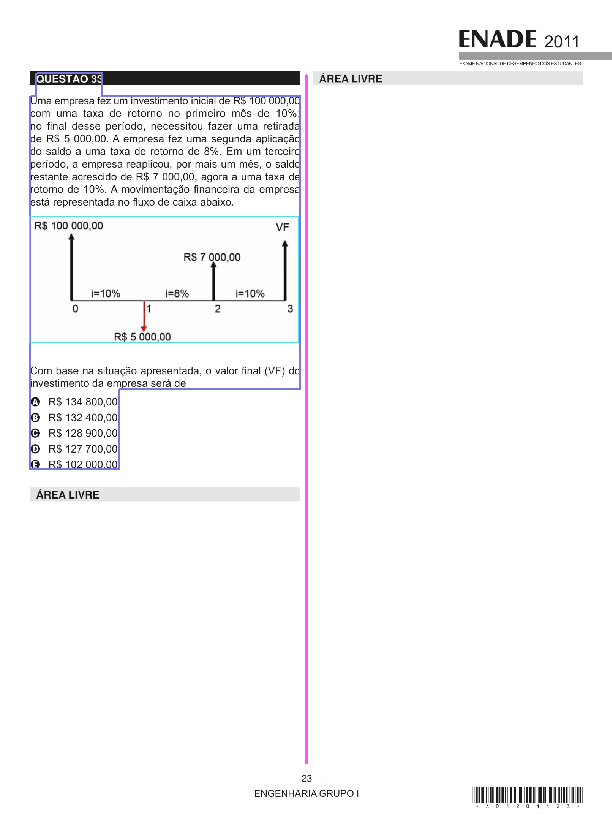 ENADE 2011
EXAME NACIONAL DE DESEMPENHO DOS ESTUDANTES
QUESTÃO 33
Uma empresa fez um investimento inicial de R$ 100 000,00
com uma taxa de retorno no primeiro mês de 10%;
no final desse período, necessitou fazer uma retirada
de R$ 5 000,00. A empresa fez uma segunda aplicação
do saldo a uma taxa de retorno de 8%. Em um terceiro
período, a empresa reaplicou, por mais um mês, o saldo
restante acrescido de R$ 7 000,00, agora a uma taxa de
retorno de 10%. A movimentação financeira da empresa
está representada no fluxo de caixa abaixo.
R$ 100 000,00
VF
R$ 7 000,00
i=10% i=8% i=10%
0 1 2 3
R$ 5 000,00
Com base na situação apresentada, o valor final (VF) do
investimento da empresa será de
A R$ 134 800,00.
B R$ 132 400,00.
C R$ 128 900,00.
D R$ 127 700,00.
E R$ 102 000,00.
ÁREA LIVRE
ÁREA LIVRE
23
ENGENHARIA GRUPO I